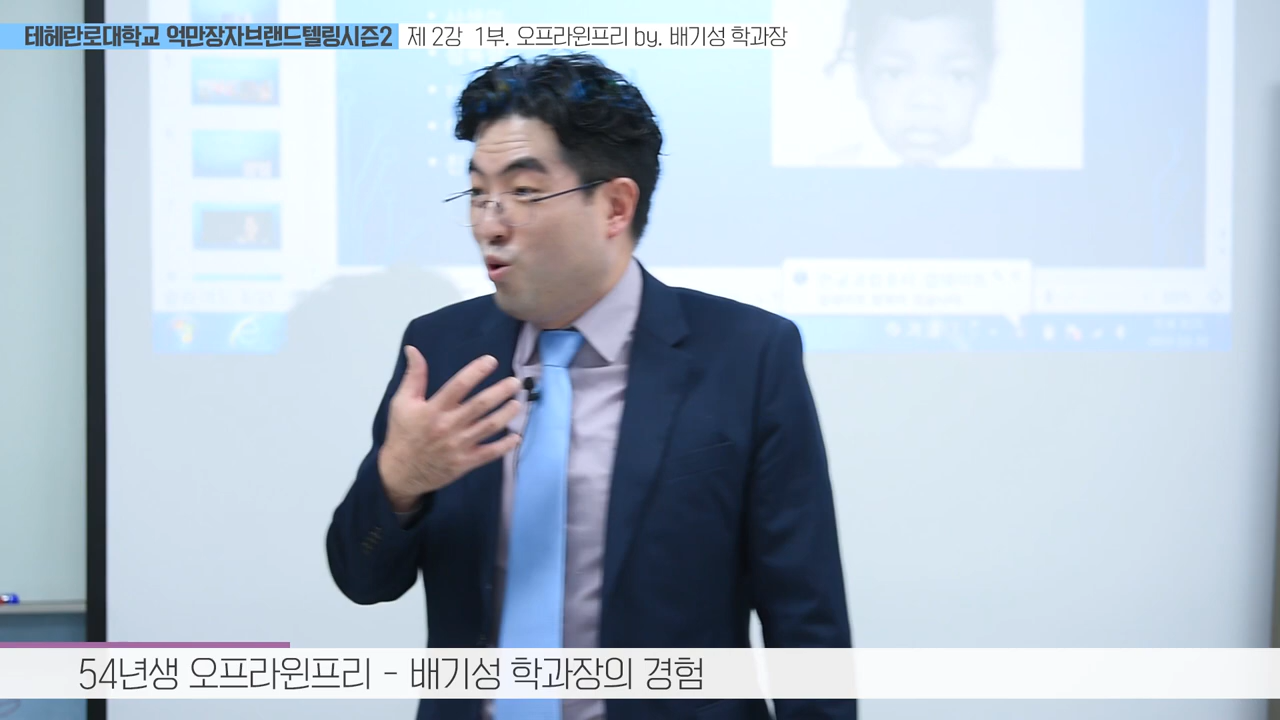 테헤란로대학교 억만장자브랜드텔링시즌2 제 2강 1부. 오프라윈프리 by. 배기성 학과장
54년생 오프라윈프리 - 배기성 학과장의 경험